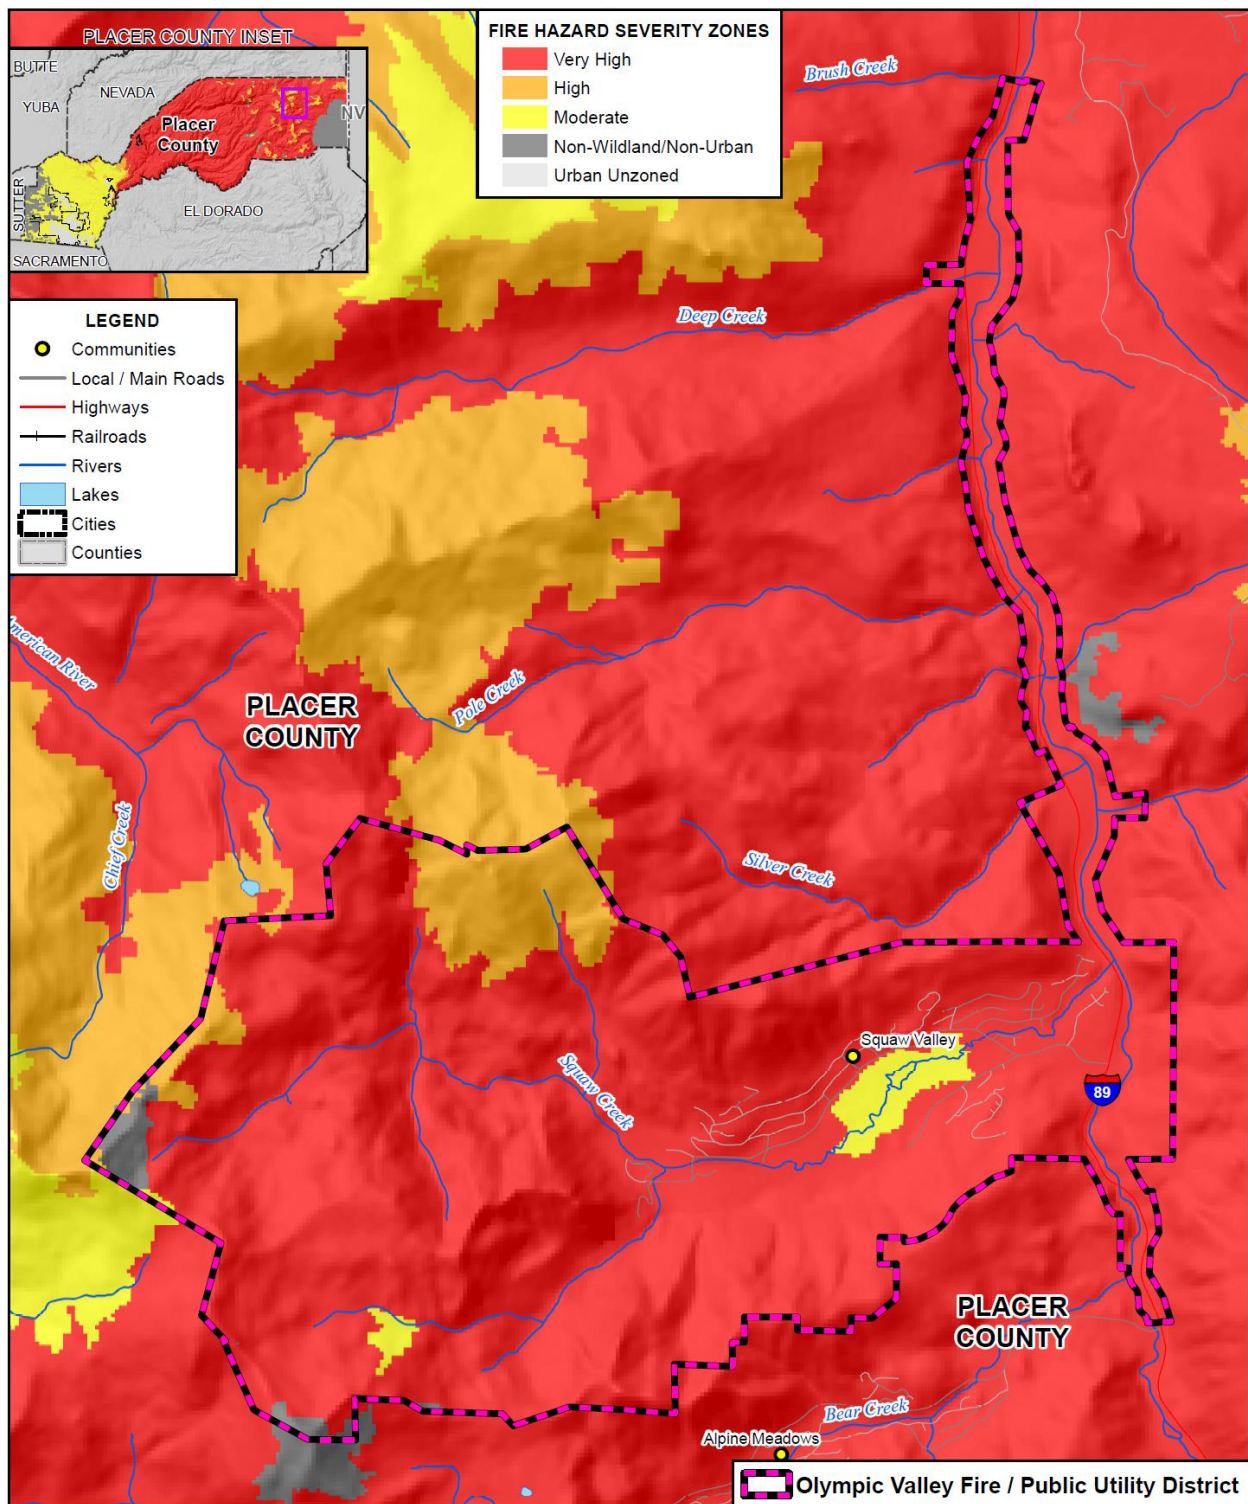 PLACER COUNTY INSET
BUTTE
NEVADA
YUBA
Placer
County
NV
SUTTER
EL DORADO
SACRAMENTO
FIRE HAZARD SEVERITY ZONES
Very High
High
Moderate
Non-Wildland/Non-Urban
Urban Unzoned
LEGEND
Communities
Local / Main Roads
Highways
Railroads
Rivers
Lakes
Cities
Counties
Brush Creek
Deep Creek
American River
Pole Creek
PLACER
COUNTY
Chief Creek
Silver Creek
Squaw Valley
Squaw Creek
89
PLACER
COUNTY
Bear Creek
Alpine Meadows
Olympic Valley Fire / Public Utility District